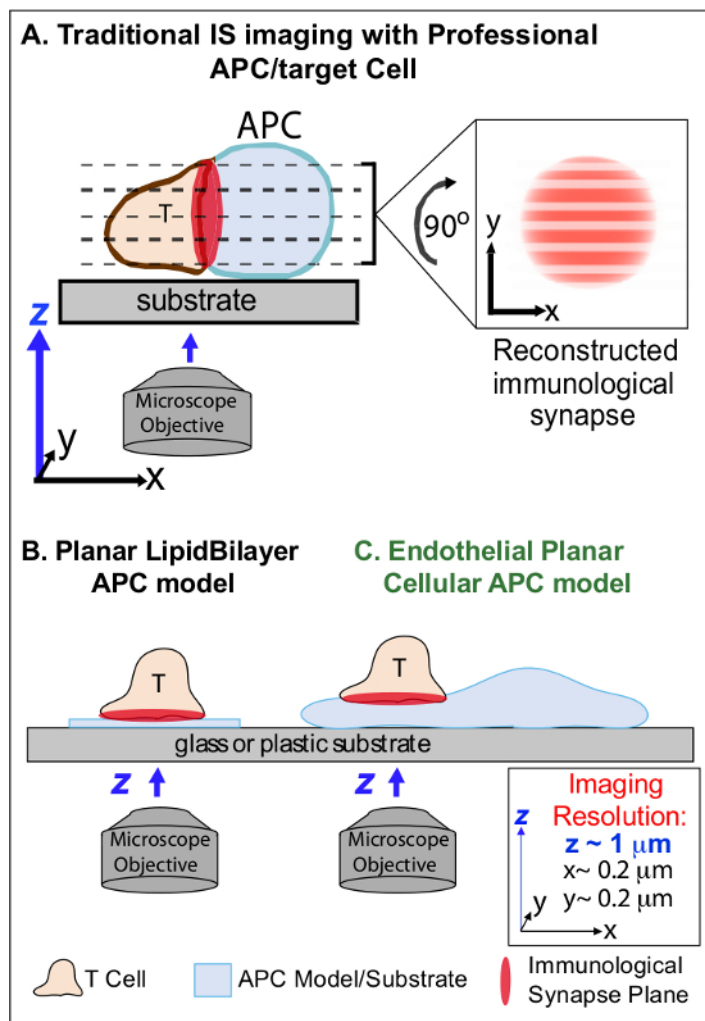 A. Traditional IS imaging with Professional
APC/target Cell
APC
T
90o
y
x
substrate
z
Microscope
Objective
y
x
Reconstructed
immunological
synapse
B. Planar LipidBilayer
APC model
C. Endothelial Planar
Cellular APC model
T
T
glass or plastic substrate
z
z
Microscope
Objective
Microscope
Objective
Imaging
Resolution:
z ~ 1 μm
x~ 0.2 μm
y~ 0.2 μm
z
y
x
T Cell
APC Model/Substrate
Immunological
Synapse Plane